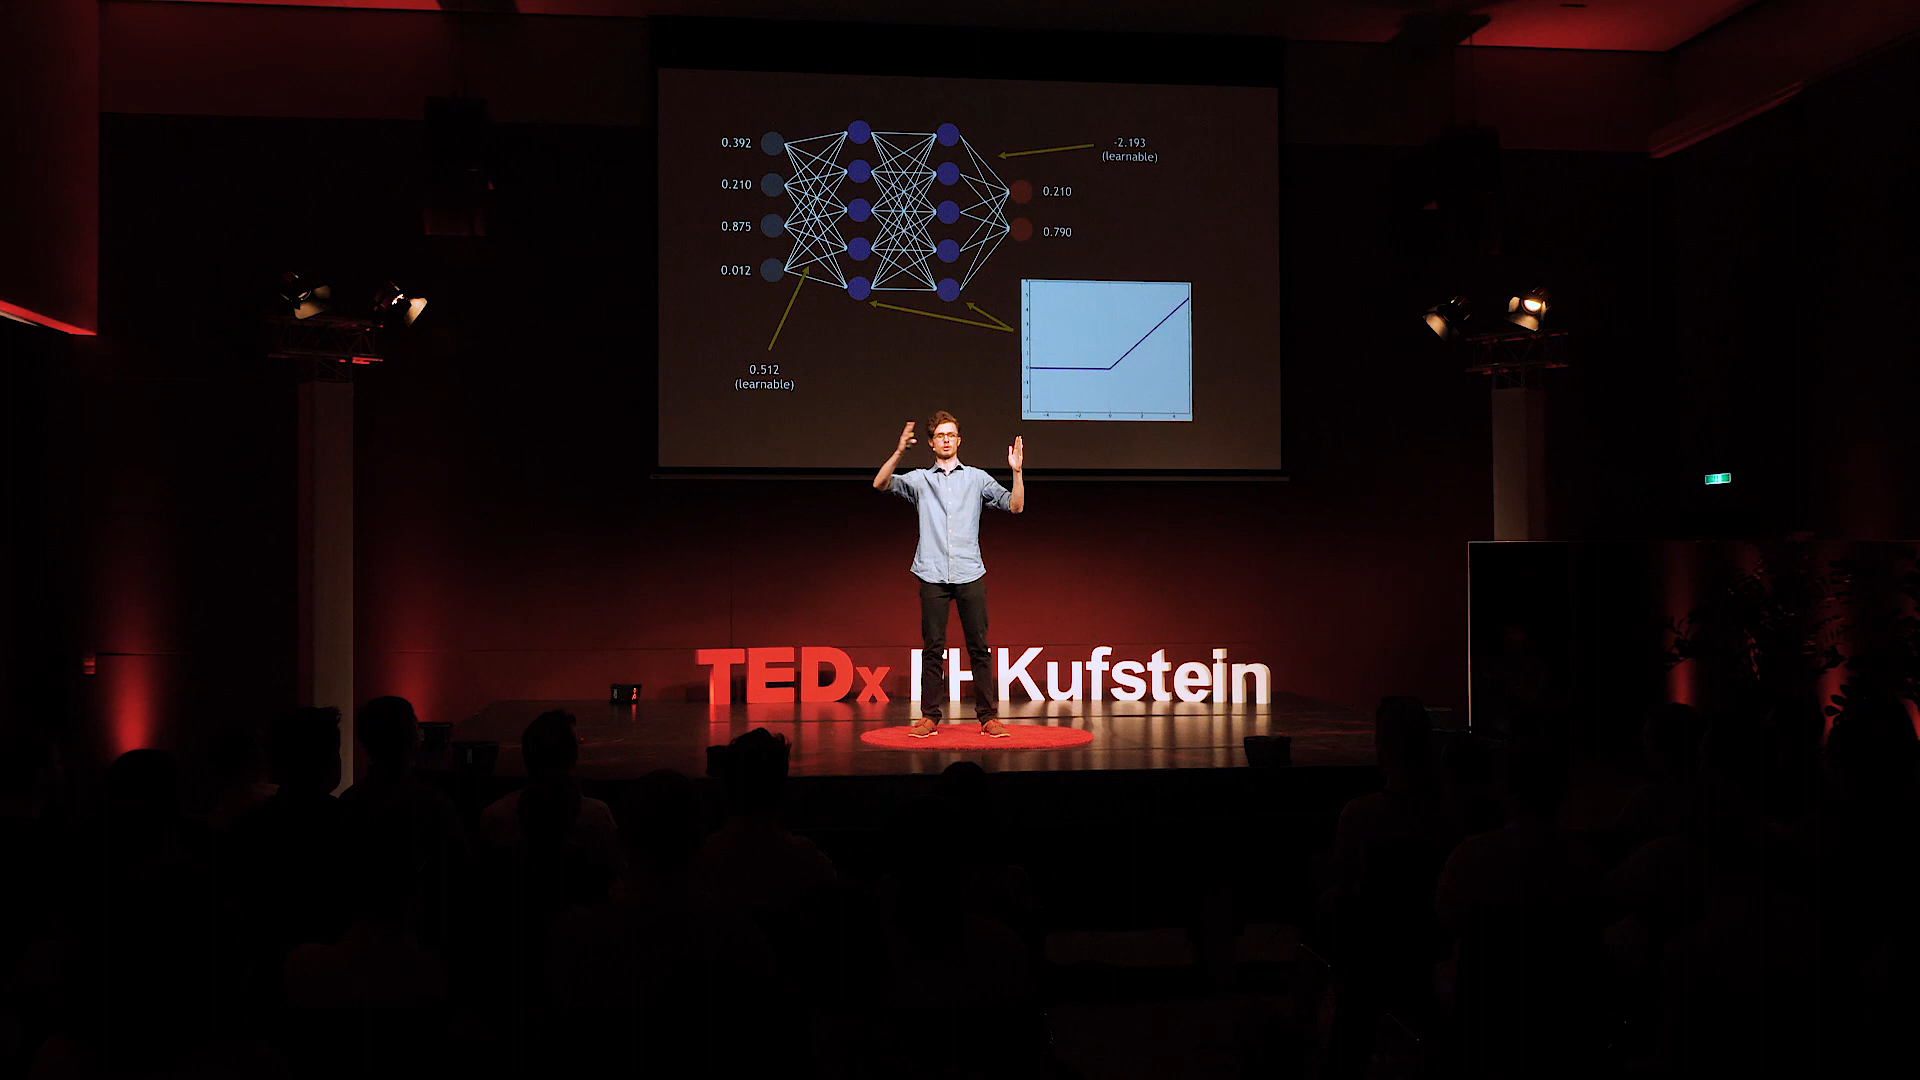 0.392
0.210
0.875
0.012
0.512
(learnable)
-2.193
(learnable)
0.210
0.790
TEDx FHKufstein